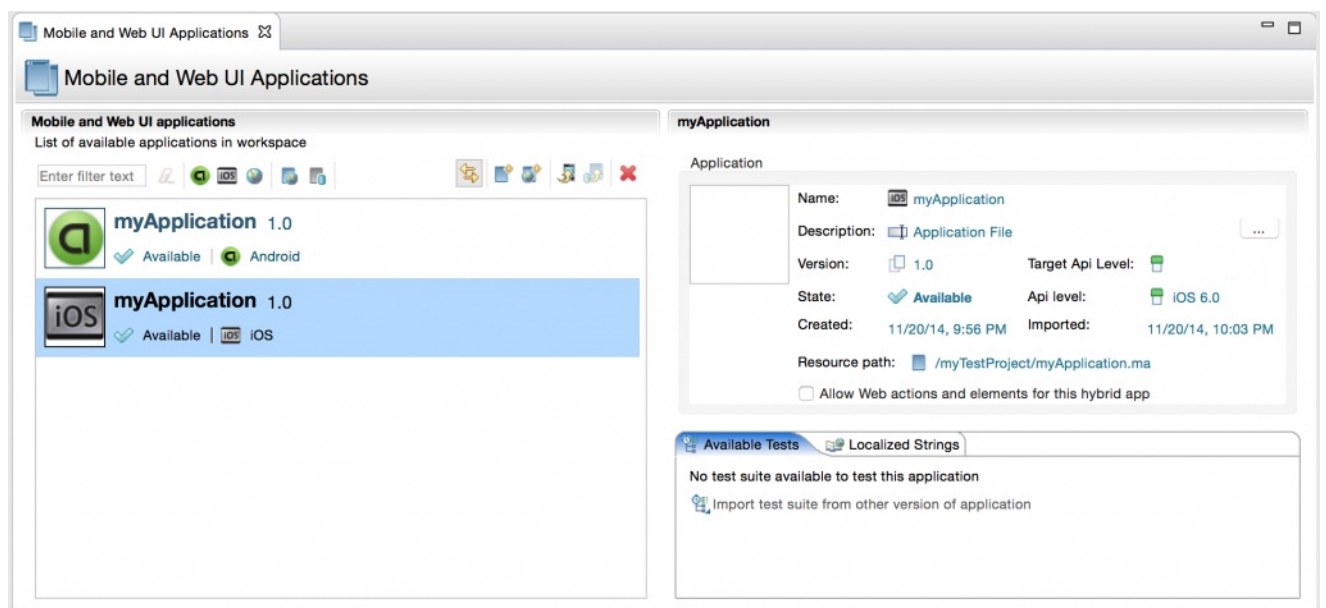 Mobile and Web UI Applications
Mobile and Web UI Applications
Mobile and Web UI applications
List of available applications in workspace
Enter filter text
a iOS
a myApplication 1.0
Available | a Android
iOS myApplication 1.0
Available | iOS iOS
myApplication
Application
Name: iOS myApplication
Description: Application File ...
Version: 1.0 Target Api Level:
State: Available Api level: iOS 6.0
Created: 11/20/14, 9:56 PM Imported: 11/20/14, 10:03 PM
Resource path: /myTestProject/myApplication.ma
Allow Web actions and elements for this hybrid app
Available Tests Localized Strings
No test suite available to test this application
Import test suite from other version of application